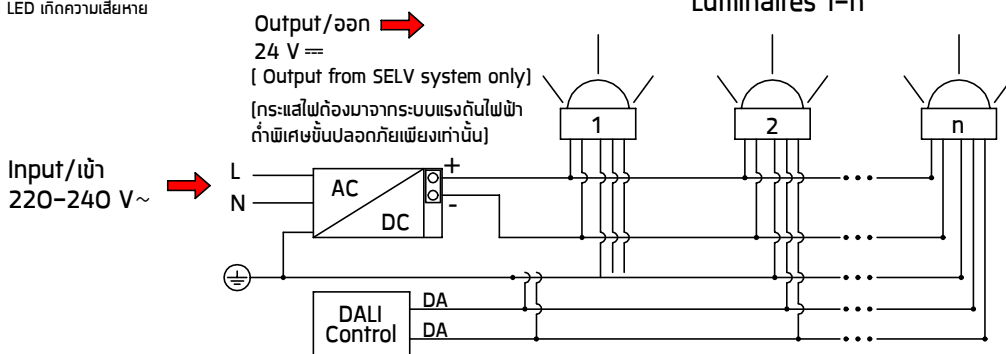 LED เกิดความเสียหาย
Luminaires 1-n
Output/ออก
24 V ⎓
( Output from SELV system only)
(กระแสไฟต้องมาจากระบบแรงดันไฟฟ้า
ต่ำพิเศษขั้นปลอดภัยเพียงเท่านั้น)
1
2
n
Input/เข้า
220-240 V~
L
N
AC
DC
+
-
DALI
Control
DA
DA